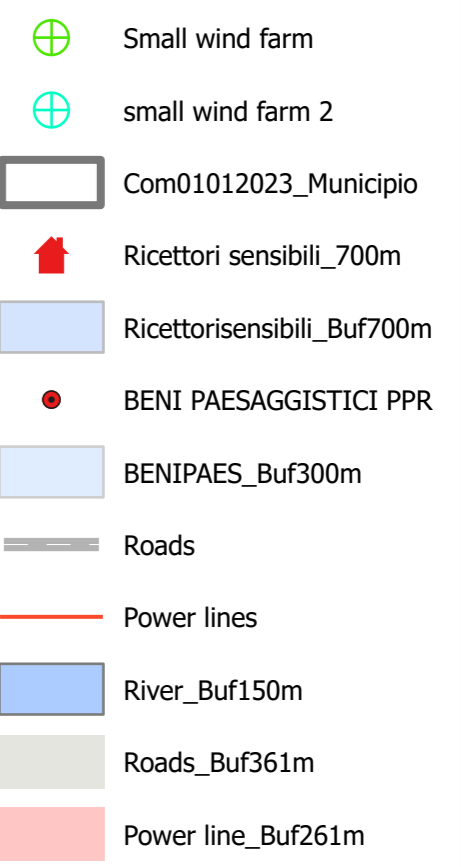 Small wind farm
small wind farm 2
Com01012023_Municipio
Ricettori sensibili_700m
Ricettorisensibili_Buf700m
BENI PAESAGGISTICI PPR
BENIPAES_Buf300m
Roads
Power lines
River_Buf150m
Roads_Buf361m
Power line_Buf261m